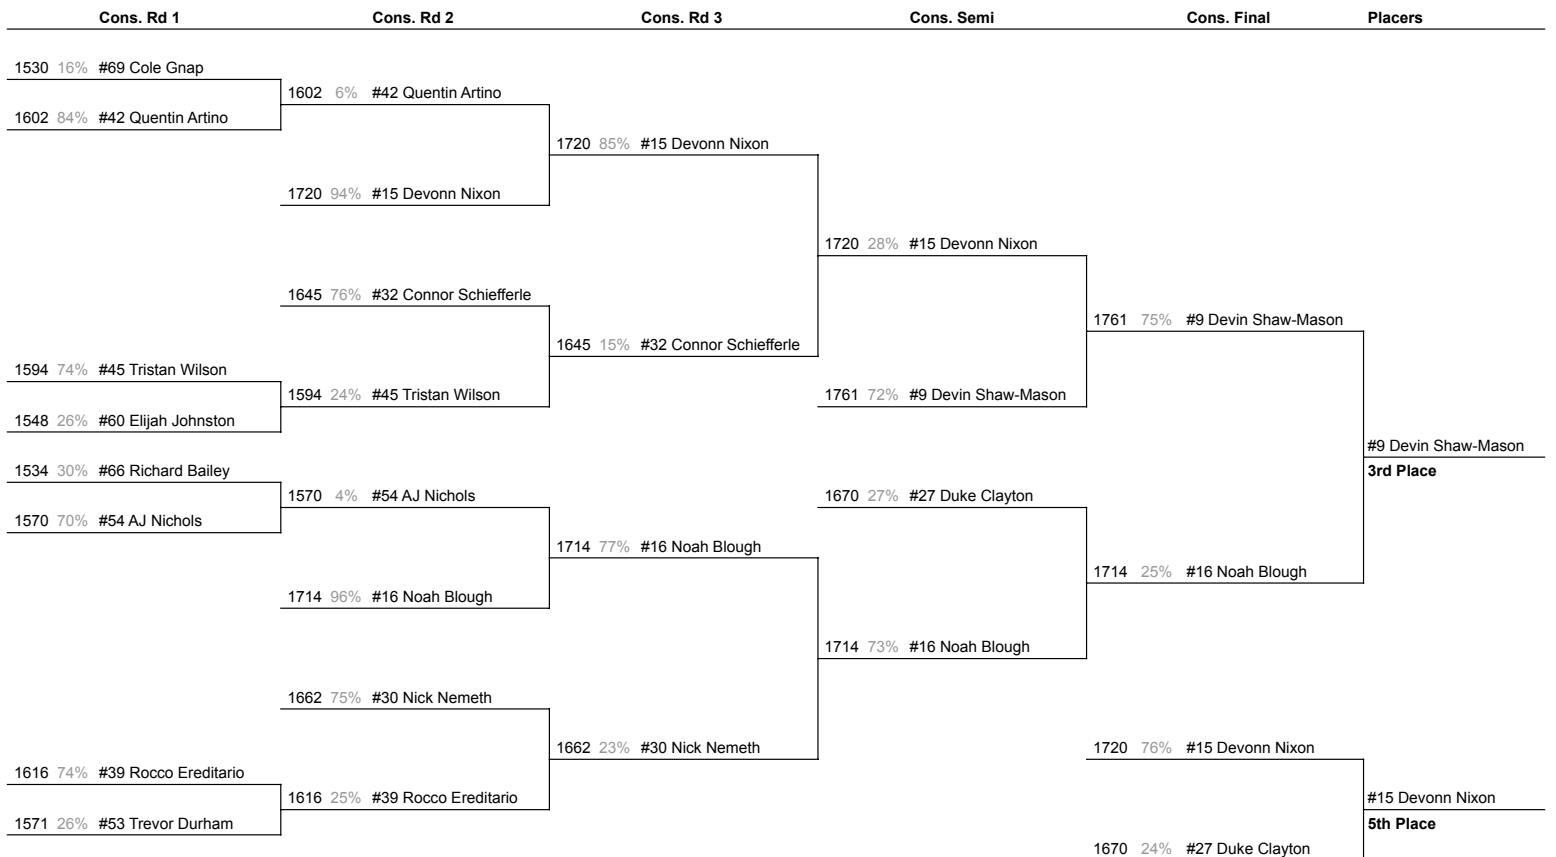 Cons. Rd 1 Cons. Rd 2 Cons. Rd 3 Cons. Semi Cons. Final Placers
1530 16% #69 Cole Gnap
1602 6% #42 Quentin Artino
1602 84% #42 Quentin Artino
1720 85% #15 Devonn Nixon
1720 94% #15 Devonn Nixon
1720 28% #15 Devonn Nixon
1645 76% #32 Connor Schiefferle
1761 75% #9 Devin Shaw-Mason
1645 15% #32 Connor Schiefferle
1594 74% #45 Tristan Wilson
1594 24% #45 Tristan Wilson
1761 72% #9 Devin Shaw-Mason
1548 26% #60 Elijah Johnston
#9 Devin Shaw-Mason
1534 30% #66 Richard Bailey
3rd Place
1570 4% #54 AJ Nichols
1670 27% #27 Duke Clayton
1570 70% #54 AJ Nichols
1714 77% #16 Noah Blough
1714 25% #16 Noah Blough
1714 96% #16 Noah Blough
1714 73% #16 Noah Blough
1662 75% #30 Nick Nemeth
1662 23% #30 Nick Nemeth
1720 76% #15 Devonn Nixon
1616 74% #39 Rocco Ereditario
1616 25% #39 Rocco Ereditario
#15 Devonn Nixon
1571 26% #53 Trevor Durham
5th Place
1670 24% #27 Duke Clayton